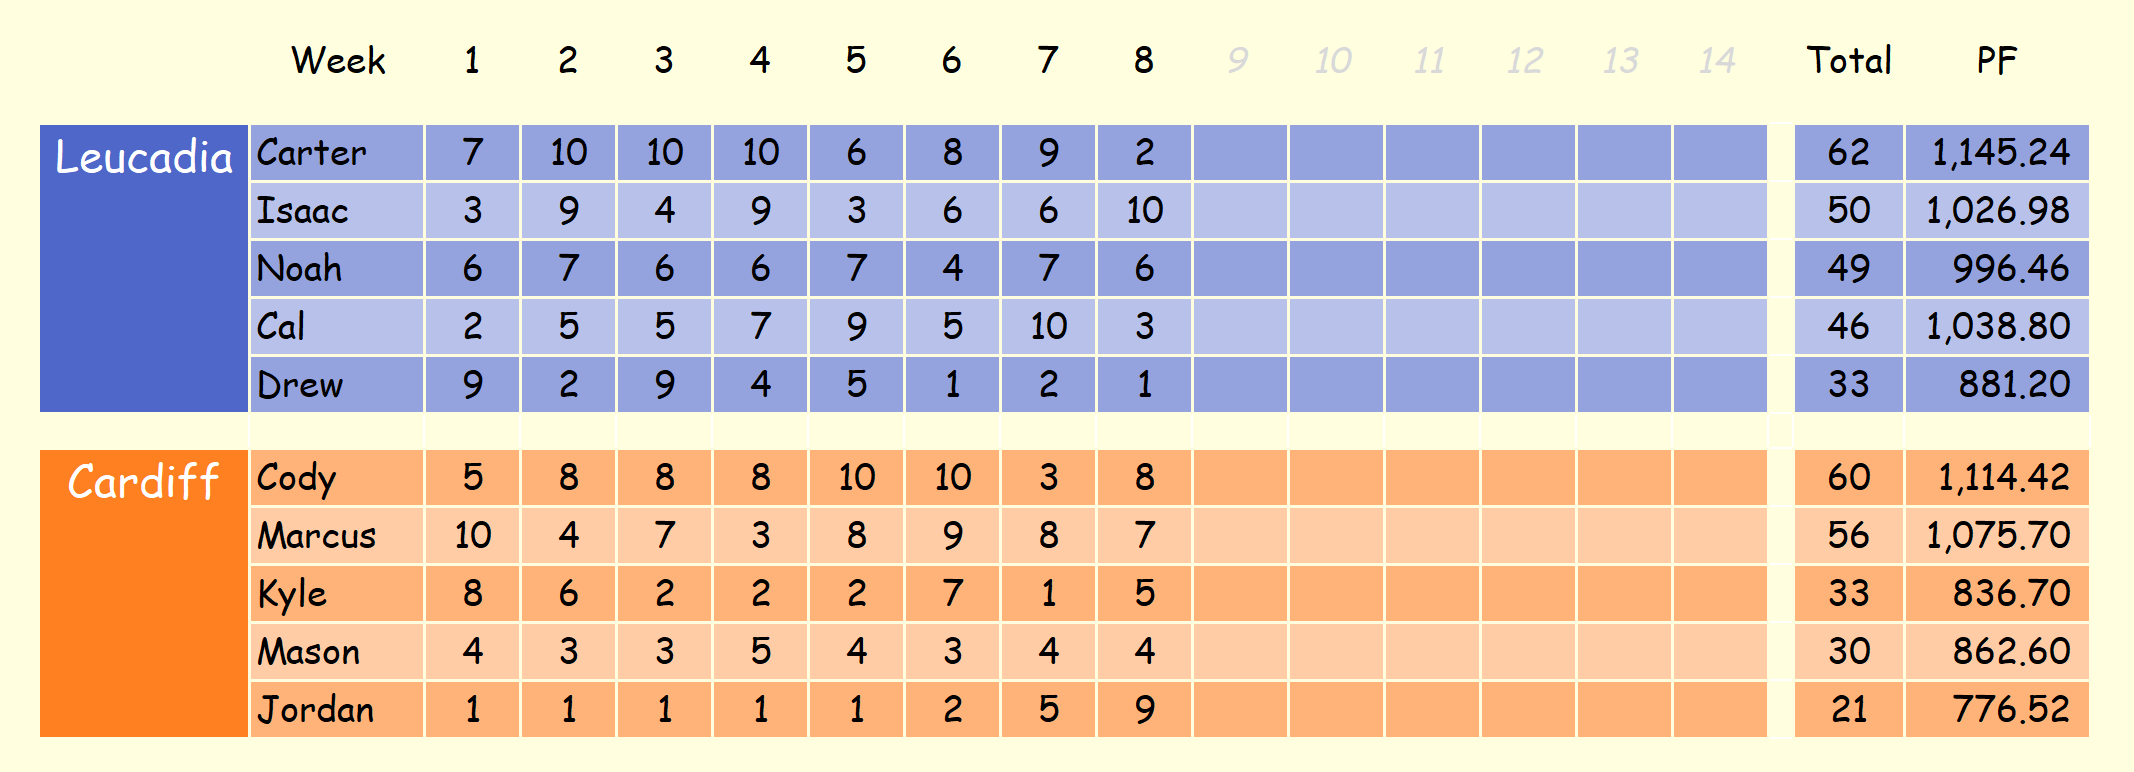 Week 1 2 3 4 5 6 7 8 9 10 11 12 13 14 Total PF
Leucadia Carter 7 10 10 10 6 8 9 2 62 1,145.24
Isaac 3 9 4 9 3 6 6 10 50 1,026.98
Noah 6 7 6 6 7 4 7 6 49 996.46
Cal 2 5 5 7 9 5 10 3 46 1,038.80
Drew 9 2 9 4 5 1 2 1 33 881.20
Cardiff Cody 5 8 8 8 10 10 3 8 60 1,114.42
Marcus 10 4 7 3 8 9 8 7 56 1,075.70
Kyle 8 6 2 2 2 7 1 5 33 836.70
Mason 4 3 3 5 4 3 4 4 30 862.60
Jordan 1 1 1 1 1 2 5 9 21 776.52